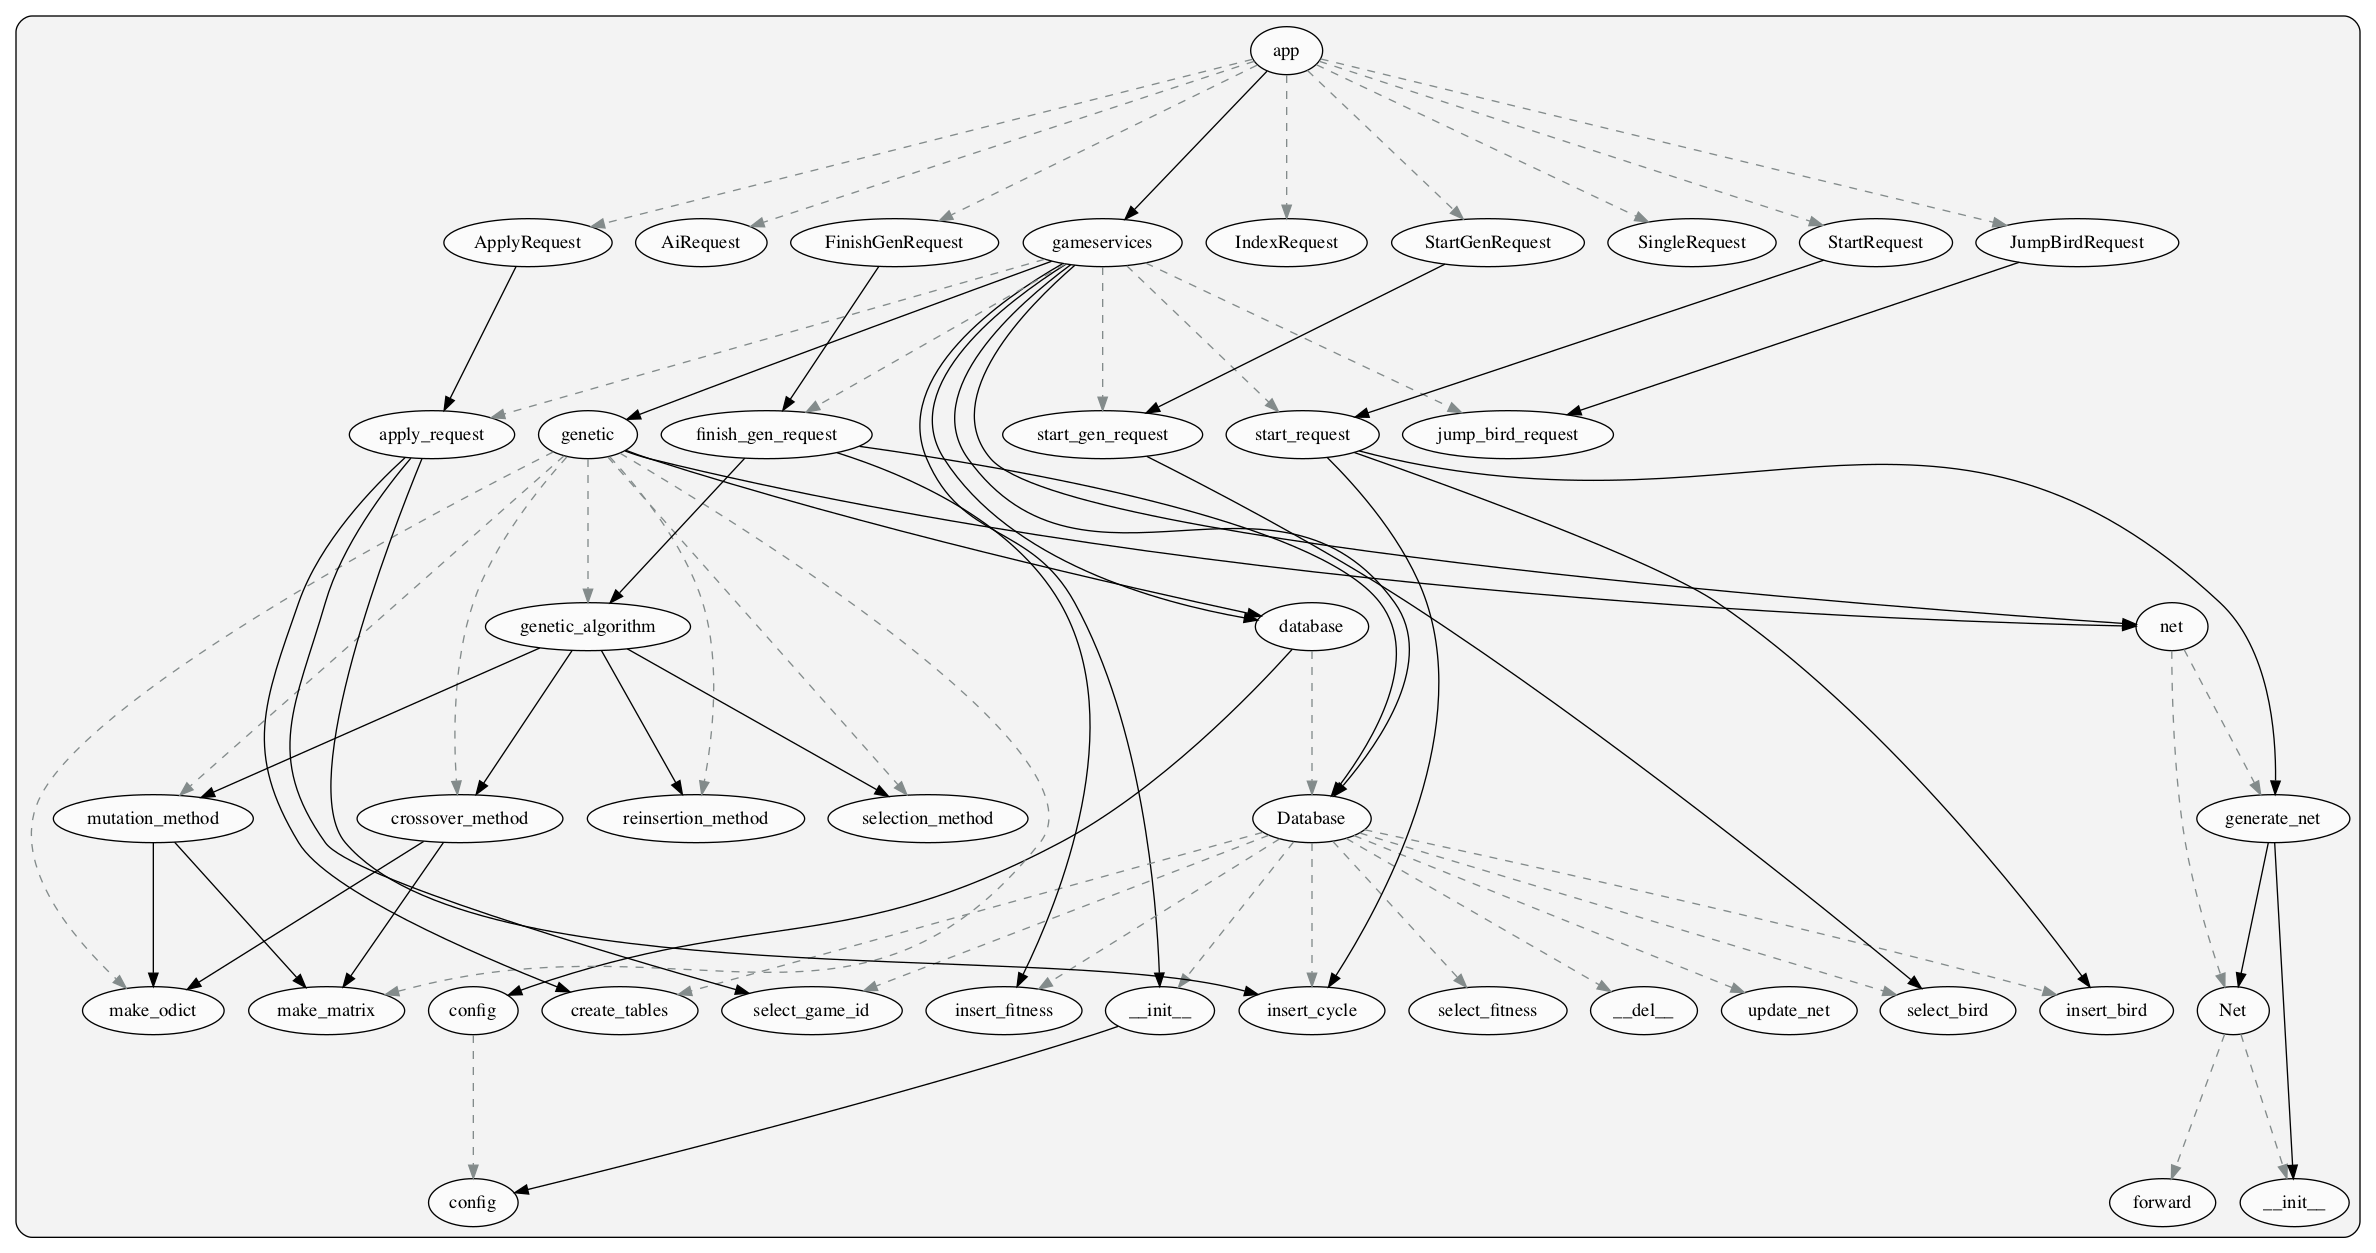 app
ApplyRequest
AiRequest
FinishGenRequest
gameservices
IndexRequest
StartGenRequest
SingleRequest
StartRequest
JumpBirdRequest
apply_request
genetic
finish_gen_request
start_gen_request
start_request
jump_bird_request
genetic_algorithm
database
net
mutation_method
crossover_method
reinsertion_method
selection_method
Database
generate_net
make_odict
make_matrix
config
create_tables
select_game_id
insert_fitness
__init__
insert_cycle
select_fitness
__del__
update_net
select_bird
insert_bird
Net
config
forward
__init__